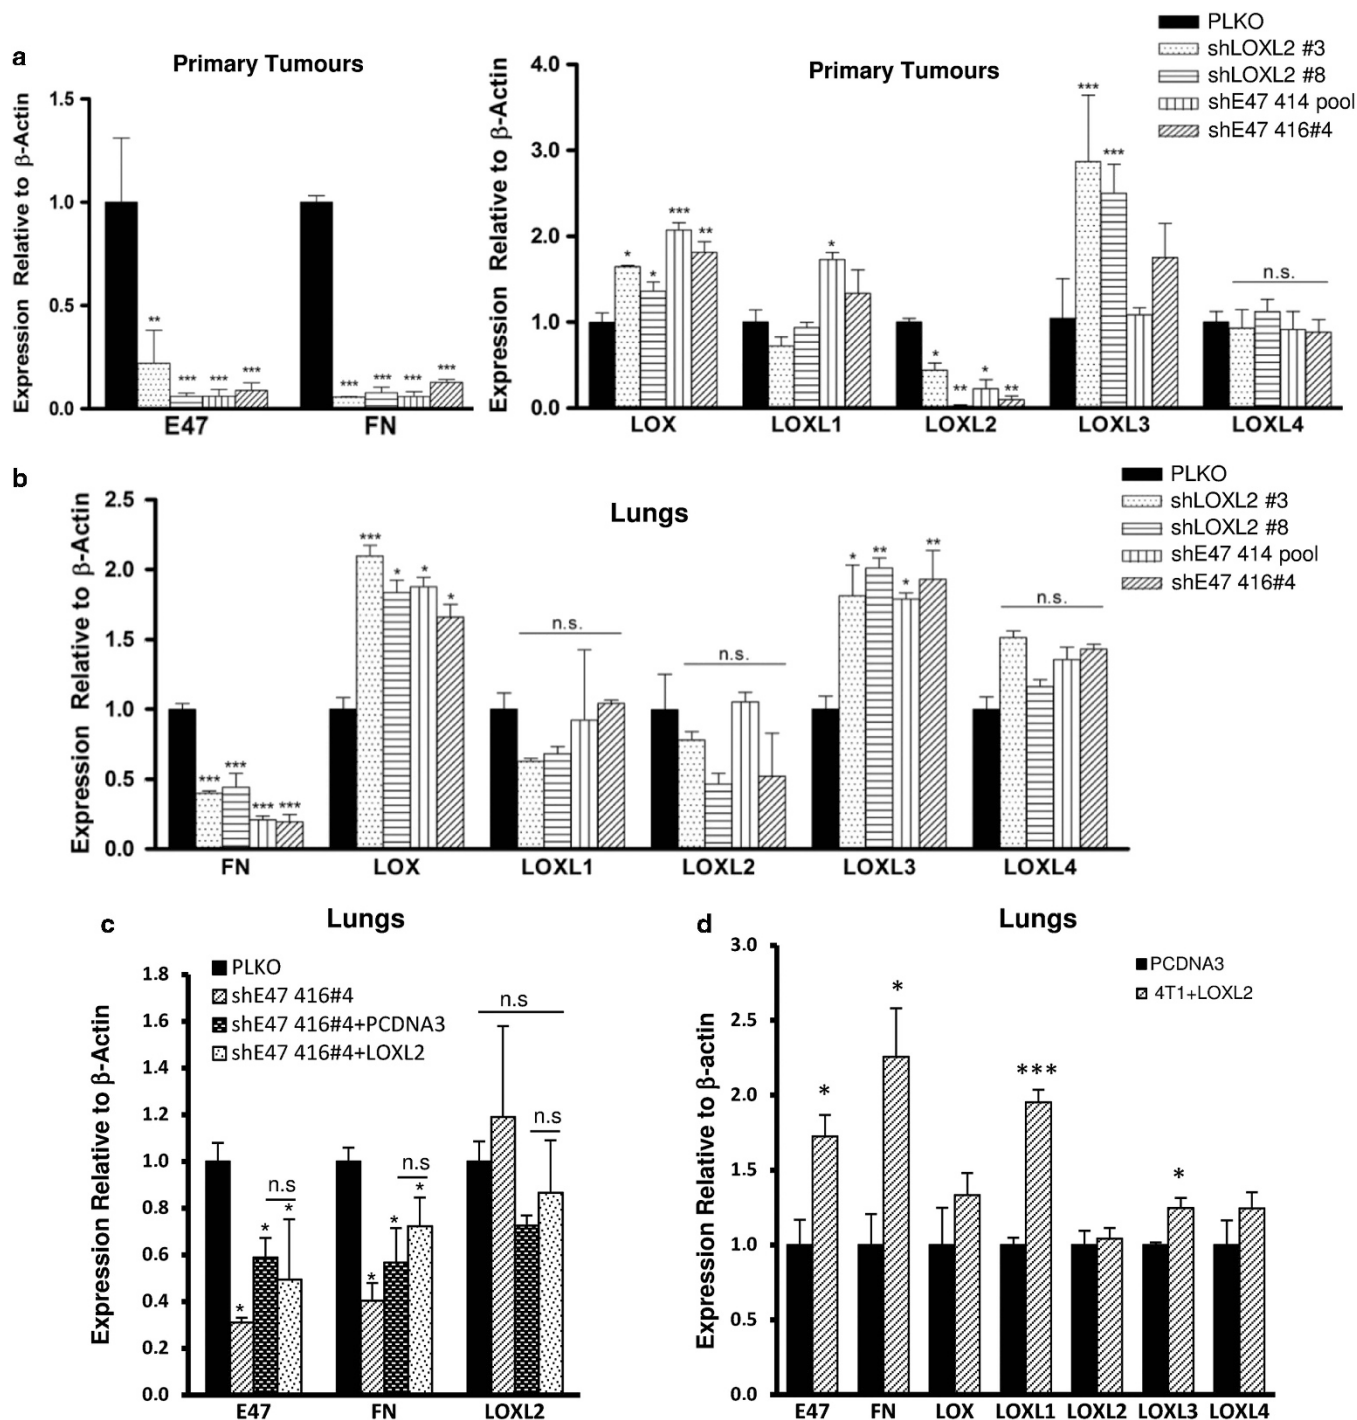 a
Primary Tumours
Expression Relative to β-Actin
1.5
1.0
0.5
0.0
**
***
***
***
***
***
***
***
E47
FN
Primary Tumours
PLKO
shLOXL2 #3
shLOXL2 #8
shE47 414 pool
shE47 416#4
Expression Relative to β-Actin
4.0
3.0
2.0
1.0
0.0
*
*
***
**
*
*
**
*
**
***
***
n.s.
LOX
LOXL1
LOXL2
LOXL3
LOXL4
b
Lungs
PLKO
shLOXL2 #3
shLOXL2 #8
shE47 414 pool
shE47 416#4
Expression Relative to β-Actin
2.5
2.0
1.5
1.0
0.5
0.0
***
***
***
***
***
*
*
*
n.s.
n.s.
*
**
*
**
n.s.
FN
LOX
LOXL1
LOXL2
LOXL3
LOXL4
c
Lungs
PLKO
shE47 416#4
shE47 416#4+PCDNA3
shE47 416#4+LOXL2
Expression Relative to β-Actin
1.8
1.6
1.4
1.2
1.0
0.8
0.6
0.4
0.2
0.0
*
*
*
n.s
*
*
*
n.s
n.s
n.s
E47
FN
LOXL2
d
Lungs
PCDNA3
4T1+LOXL2
Expression Relative to β-actin
3.0
2.5
2.0
1.5
1.0
0.5
0.0
*
*
***
*
E47
FN
LOX
LOXL1
LOXL2
LOXL3
LOXL4